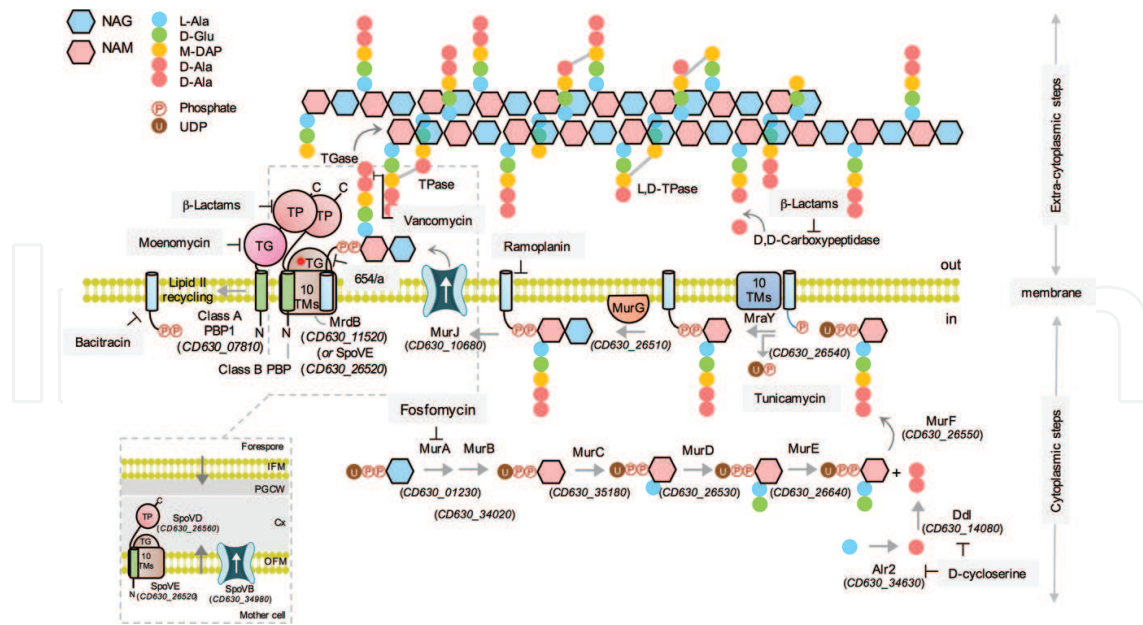 NAG
NAM
L-Ala
D-Glu
M-DAP
D-Ala
D-Ala
P Phosphate
U UDP
TGase
TPase
L,D-TPase
β-Lactams
C
C
TP
TP
Vancomycin
β-Lactams
D,D-Carboxypeptidase
Moenomycin
TG
TG
P P
Ramoplanin
654/a
out
in
membrane
Lipid II
recycling
10
TMs
10
TMs
MurG
MraY
Class A
PBP1
(CD630_07810)
N
N
MrdB
(CD630_11520)
(or SpoVE
(CD630_26520)
MurJ
(CD630_10680)
P P
(CD630_26510)
P P
P
U P P
(CD630_26540)
U P
Bacitracin
P P
Class B PBP
Tunicamycin
Fosfomycin
MurF
(CD630_26550)
MurA
MurB
MurC
MurD
MurE
U P P
U P P
U P P
U P P
U P P
+
(CD630_01230)
(CD630_34020)
(CD630_35180)
(CD630_26530)
(CD630_26640)
Ddl
(CD630_14080)
Alr2
(CD630_34630)
D-cycloserine
Forespore
IFM
PGCW
C
TP
SpoVD
(CD630_26560)
Cx
TG
10
TMs
OFM
N
SpoVE
(CD630_26520)
SpoVB
(CD630_34980)
Mother cell
Extra-cytoplasmic steps
Cytoplasmic steps